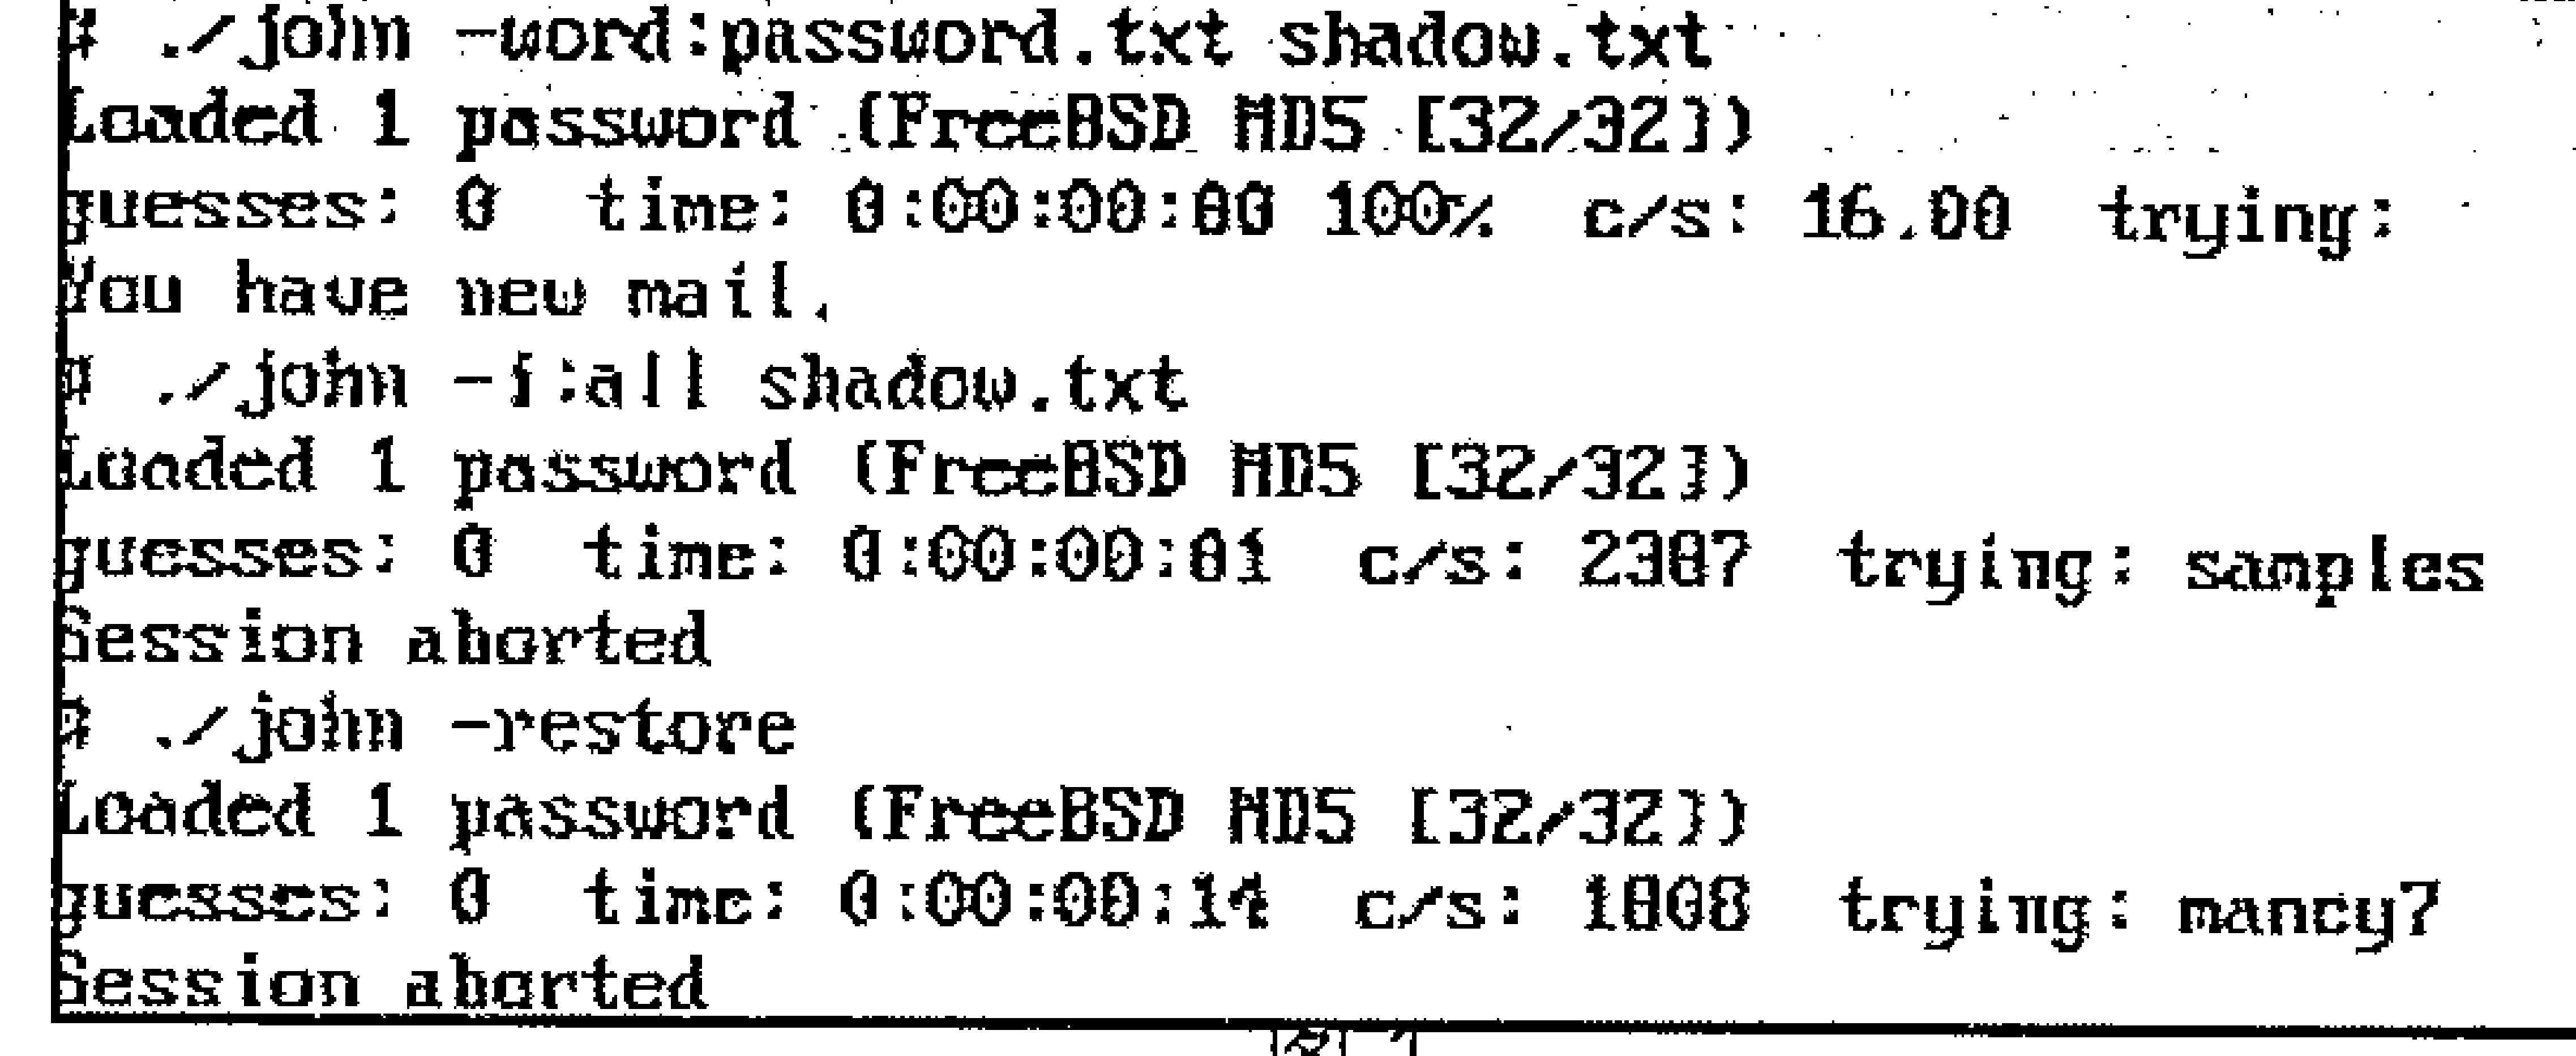 # ./john -word:password.txt shadow.txt
Loaded 1 password (FreeBSD MD5 [32/32])
guesses: 0  time: 0:00:00:00 100%  c/s: 16.00  trying:
You have new mail.
# ./john -i:all shadow.txt
Loaded 1 password (FreeBSD MD5 [32/32])
guesses: 0  time: 0:00:00:01  c/s: 2307  trying: samples
Session aborted
# ./john -restore
Loaded 1 password (FreeBSD MD5 [32/32])
guesses: 0  time: 0:00:00:14  c/s: 1808  trying: mancy7
Session aborted